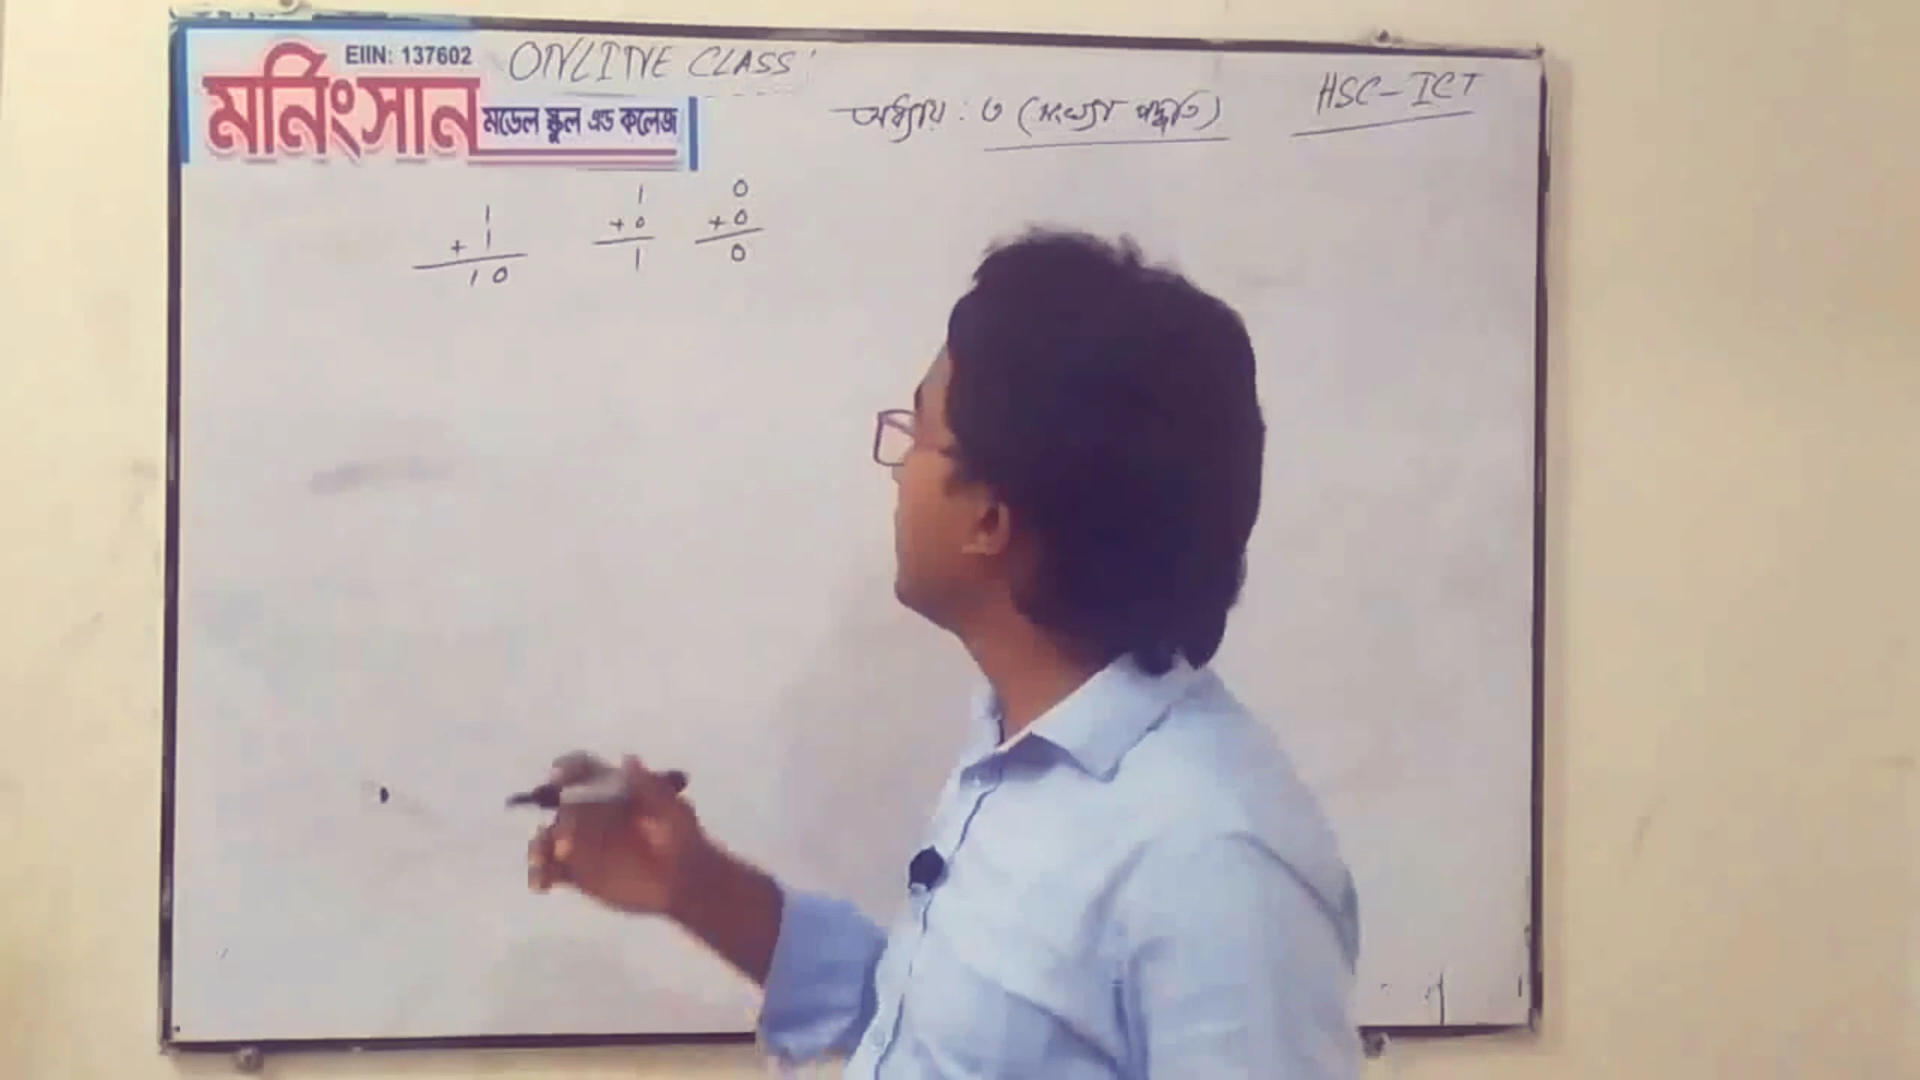 EIIN: 137602
মর্নিংসান মডেল স্কুল এন্ড কলেজ
ONLINE CLASS
অধ্যায় : ৩ (সংখ্যা পদ্ধতি)
HSC-ICT
1
+ 1
10
1
+ 0
1
0
+ 0
0